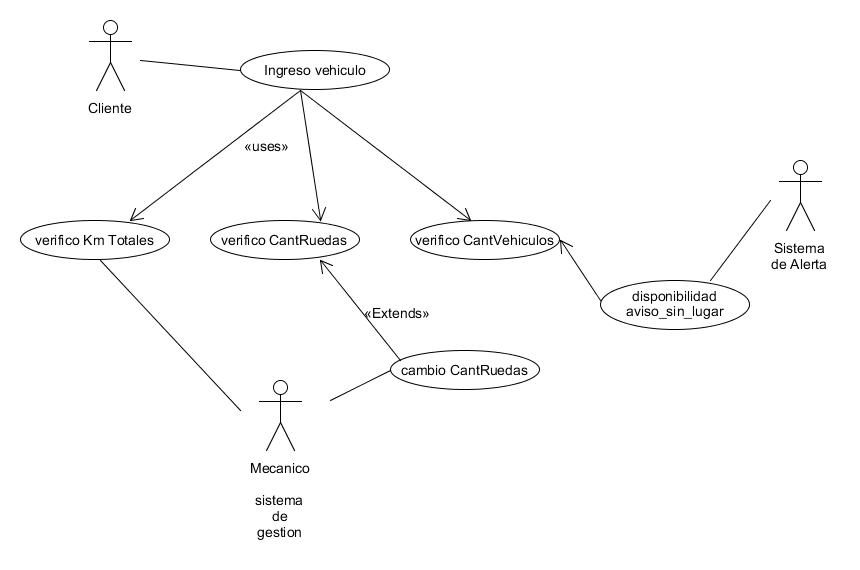 Cliente
Ingreso vehiculo
«uses»
verifico Km Totales
verifico CantRuedas
verifico CantVehiculos
Sistema
de Alerta
disponibilidad
aviso_sin_lugar
«Extends»
cambio CantRuedas
Mecanico
sistema
de
gestion